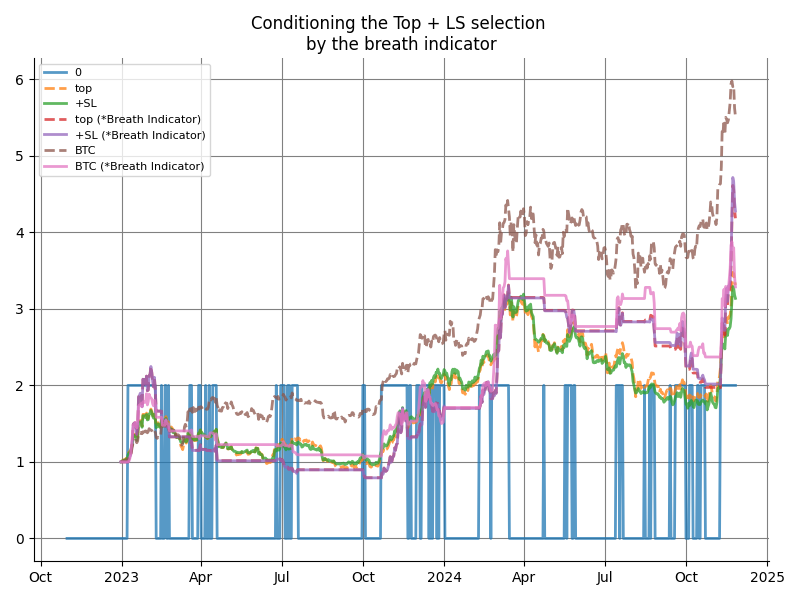 Conditioning the Top + LS selection
by the breath indicator
0
top
+SL
top (*Breath Indicator)
+SL (*Breath Indicator)
BTC
BTC (*Breath Indicator)
6
5
4
3
2
1
0
Oct
2023
Apr
Jul
Oct
2024
Apr
Jul
Oct
2025